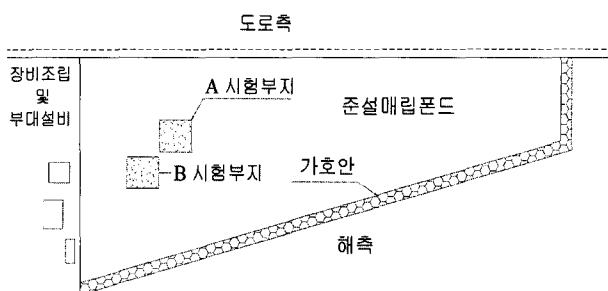 도로측
장비조립
및
부대설비
A 시험부지
준설매립폰드
B 시험부지
가호안
해측